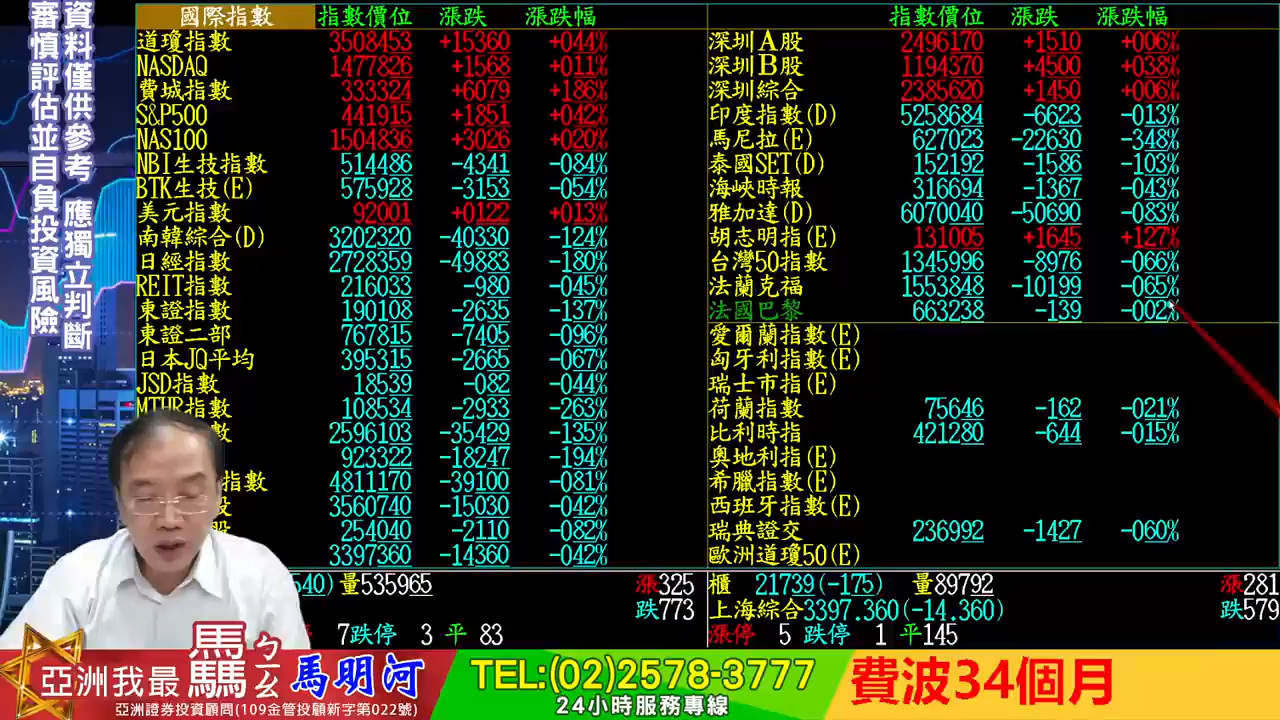 資料僅供參考 應獨立判斷
審慎評估並自負投資風險
國際指數 指數價位 漲跌 漲跌幅
道瓊指數 3508453 +15360 +044%
NASDAQ 1477826 +1568 +011%
費城指數 333324 +6079 +186%
S&P500 441915 +1851 +042%
NAS100 1504836 +3026 +020%
NBI生技指數 514486 -4341 -084%
BTK生技(E) 575928 -3153 -054%
美元指數 92001 +0122 +013%
南韓綜合(D) 3202320 -40330 -124%
日經指數 2728359 -49883 -180%
REIT指數 216033 -980 -045%
東證指數 190108 -2635 -137%
東證二部 767815 -7405 -096%
日本JQ平均 395315 -2665 -067%
JSD指數 18539 -082 -044%
MTHR指數 108534 -2933 -263%
數 2596103 -35429 -135%
923322 -18247 -194%
指數 4811170 -39100 -081%
股 3560740 -15030 -042%
股 254040 -2110 -082%
3397360 -14360 -042%
指數價位 漲跌 漲跌幅
深圳A股 2496170 +1510 +006%
深圳B股 1194370 +4500 +038%
深圳綜合 2385620 +1450 +006%
印度指數(D) 5258684 -6623 -013%
馬尼拉(E) 627023 -22630 -348%
泰國SET(D) 152192 -1586 -103%
海峽時報 316694 -1367 -043%
雅加達(D) 6070040 -50690 -083%
胡志明指(E) 131005 +1645 +127%
台灣50指數 1345996 -8976 -066%
法蘭克福 1553848 -10199 -065%
法國巴黎 663238 -139 -002%
愛爾蘭指數(E)
匈牙利指數(E)
瑞士市指(E)
荷蘭指數 75646 -162 -021%
比利時指 421280 -644 -015%
奧地利指(E)
希臘指數(E)
西班牙指數(E)
瑞典證交 236992 -1427 -060%
歐洲道瓊50(E)
540) 量535965 漲325
跌773
7跌停 3 平 83
櫃 21739(-175) 量89792 漲281
上海綜合3397.360(-14.360) 跌579
漲停 5 跌停 1 平145
亞洲我最馬驫ㄅㄧㄠ馬明河
亞洲證券投資顧問(109金管投顧新字第022號)
TEL:(02)2578-3777
24小時服務專線
費波34個月